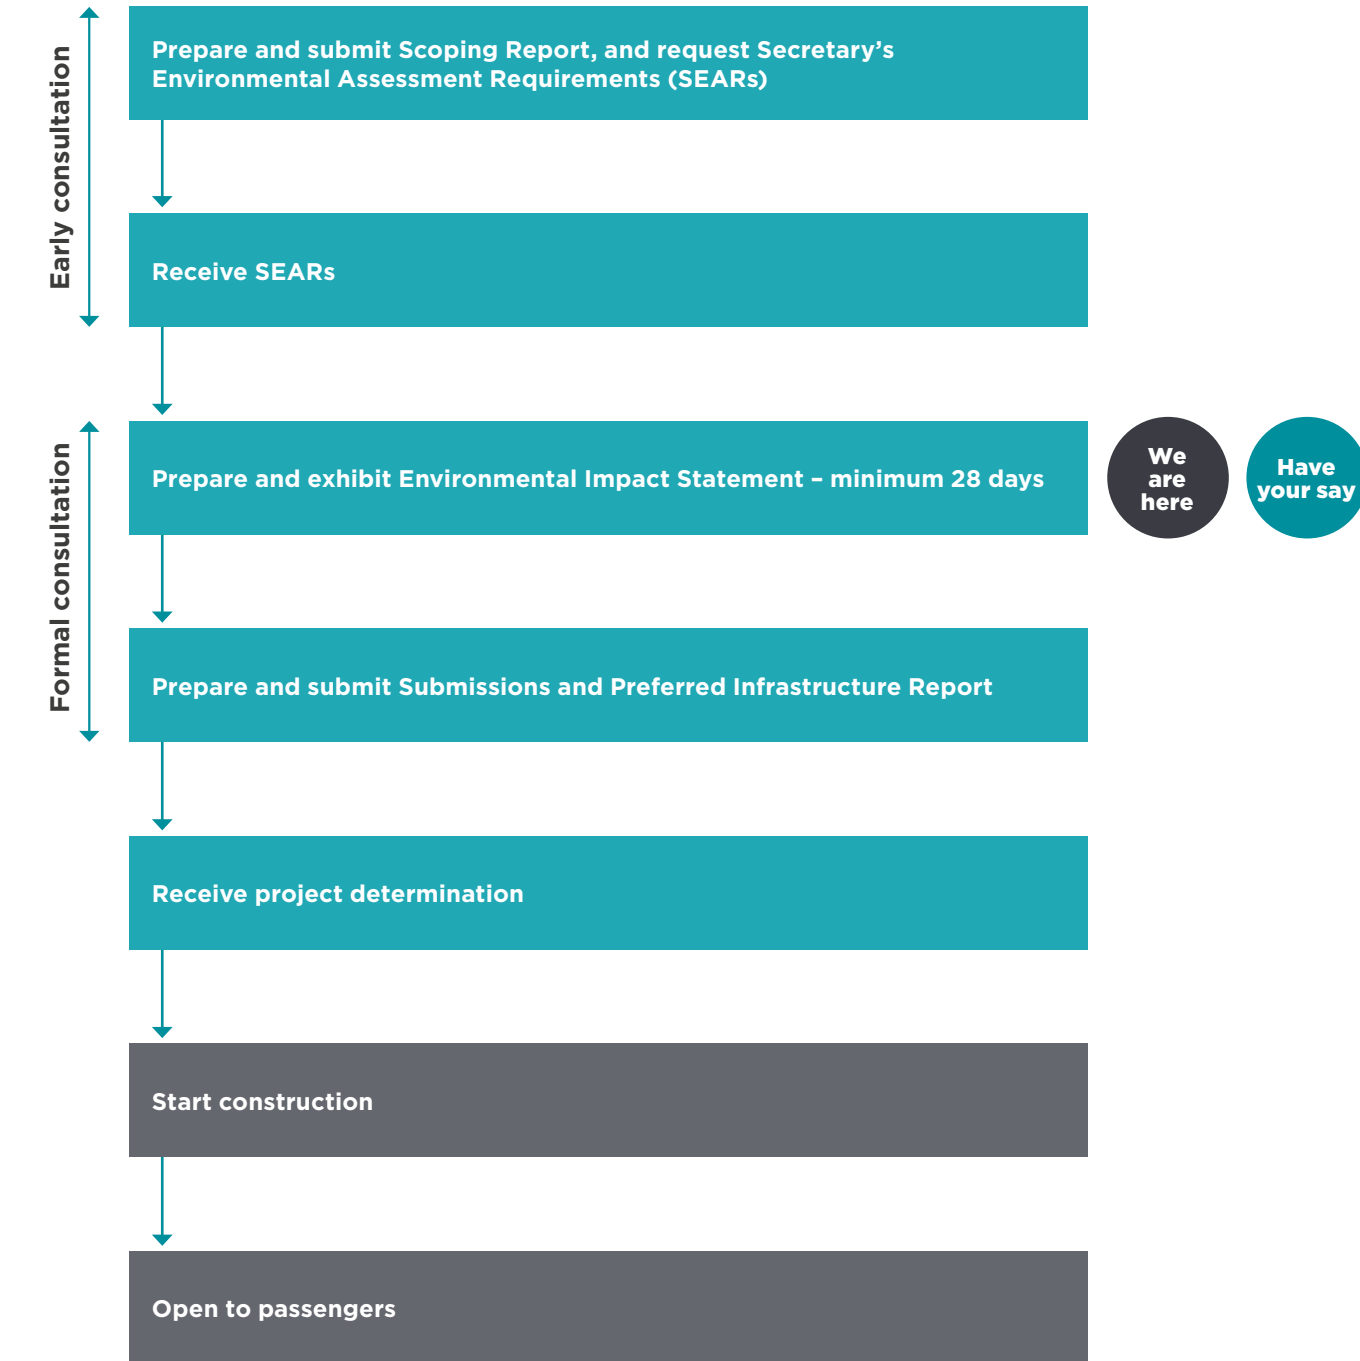 Early consultation
Prepare and submit Scoping Report, and request Secretary’s
Environmental Assessment Requirements (SEARs)
Receive SEARs
Formal consultation
Prepare and exhibit Environmental Impact Statement – minimum 28 days
We
are
here
Have
your say
Prepare and submit Submissions and Preferred Infrastructure Report
Receive project determination
Start construction
Open to passengers